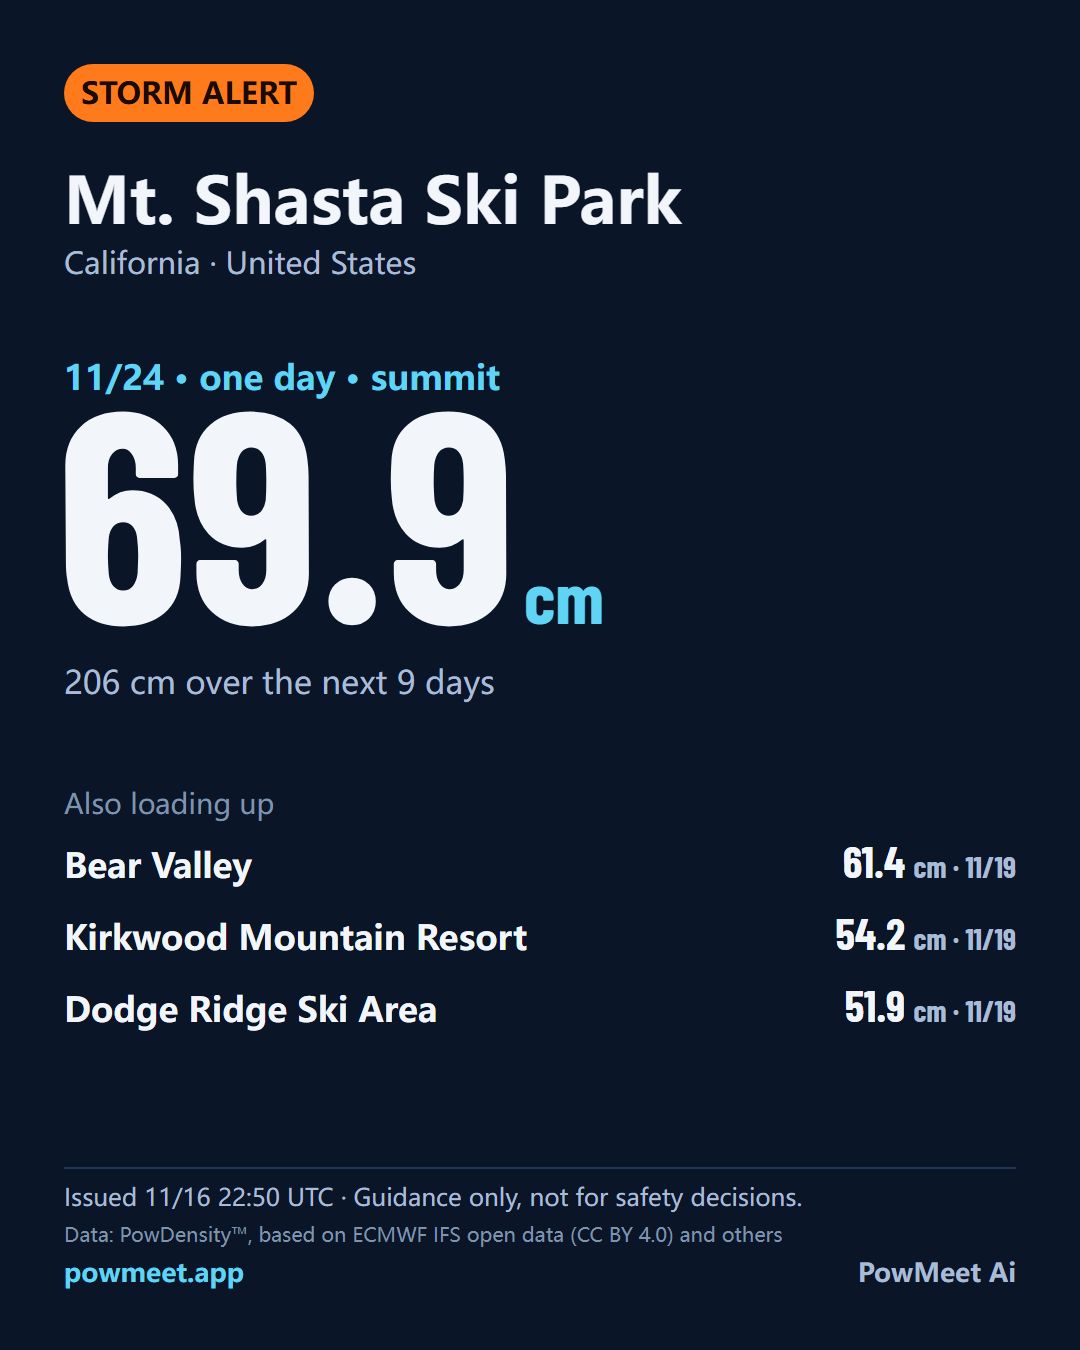 STORM ALERT
Mt. Shasta Ski Park
California · United States
11/24 • one day • summit
69.9 cm
206 cm over the next 9 days
Also loading up
Bear Valley 61.4 cm · 11/19
Kirkwood Mountain Resort 54.2 cm · 11/19
Dodge Ridge Ski Area 51.9 cm · 11/19
Issued 11/16 22:50 UTC · Guidance only, not for safety decisions.
Data: PowDensity™, based on ECMWF IFS open data (CC BY 4.0) and others
powmeet.app PowMeet Ai